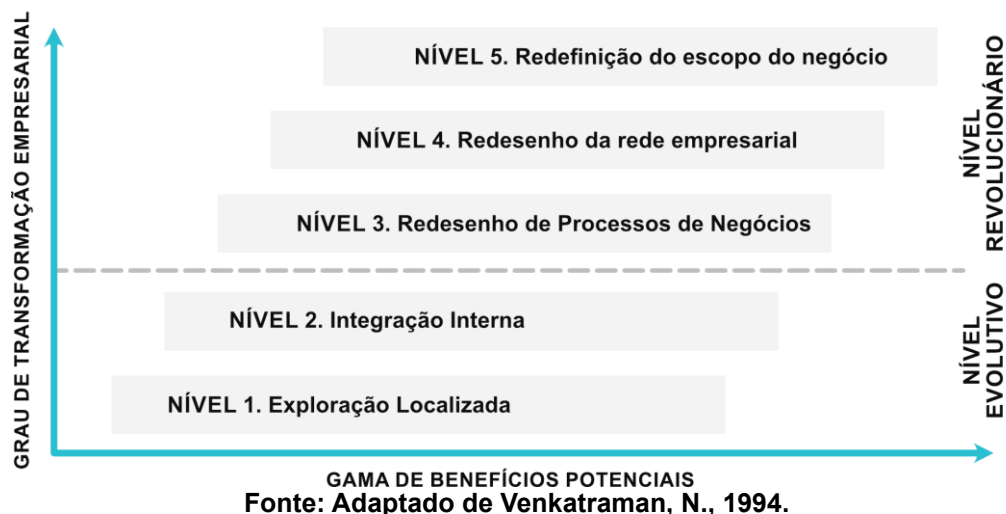 GRAU DE TRANSFORMAÇÃO EMPRESARIAL
NÍVEL 5. Redefinição do escopo do negócio
NÍVEL 4. Redesenho da rede empresarial
NÍVEL 3. Redesenho de Processos de Negócios
NÍVEL
REVOLUCIONÁRIO
NÍVEL 2. Integração Interna
NÍVEL 1. Exploração Localizada
NÍVEL
EVOLUTIVO
GAMA DE BENEFÍCIOS POTENCIAIS
Fonte: Adaptado de Venkatraman, N., 1994.